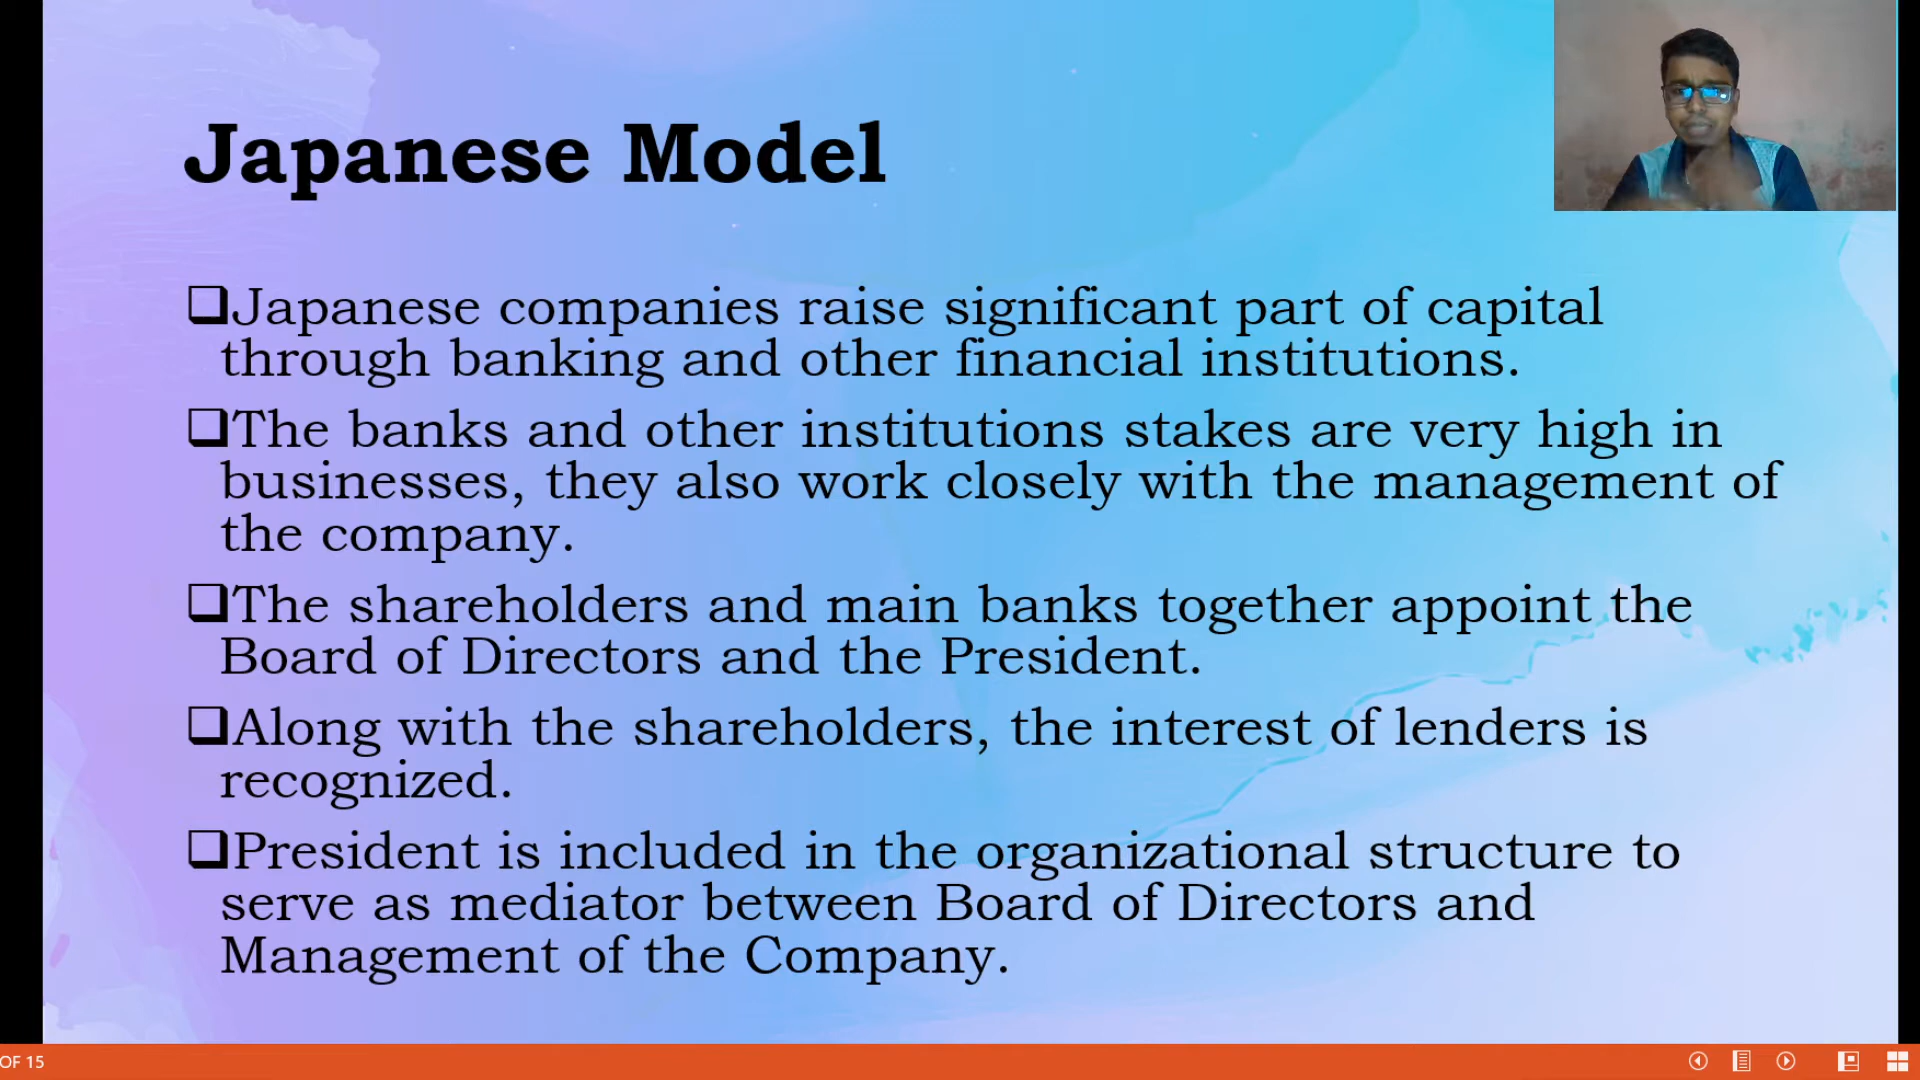 Japanese Model
❑Japanese companies raise significant part of capital
through banking and other financial institutions.
❑The banks and other institutions stakes are very high in
businesses, they also work closely with the management of
the company.
❑The shareholders and main banks together appoint the
Board of Directors and the President.
❑Along with the shareholders, the interest of lenders is
recognized.
❑President is included in the organizational structure to
serve as mediator between Board of Directors and
Management of the Company.
OF 15